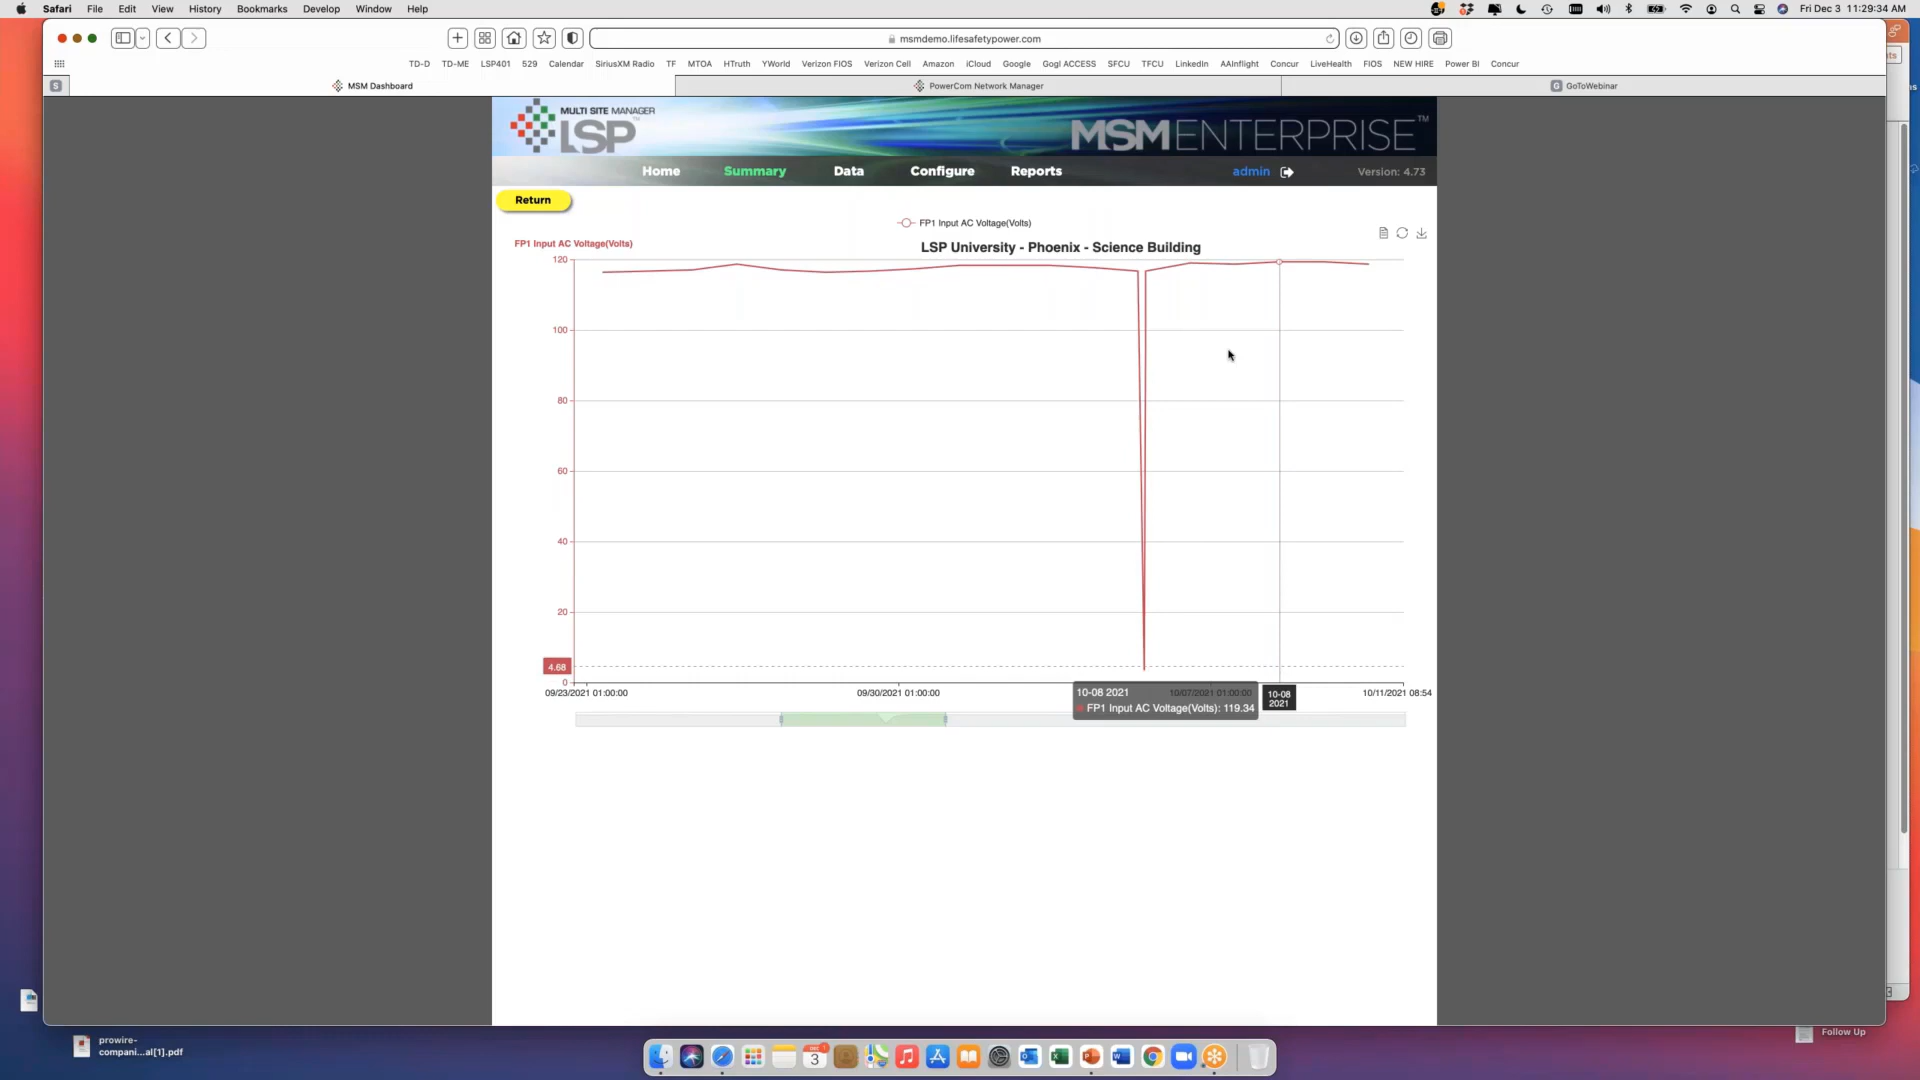 Safari File Edit View History Bookmarks Develop Window Help
Fri Dec 3 11:29:34 AM
msmdemo.lifesafetypower.com
TD-D TD-ME LSP401 529 Calendar SiriusXM Radio TF MTOA HTruth YWorld Verizon FIOS Verizon Cell Amazon iCloud Google Gogl ACCESS SFCU TFCU LinkedIn AAInflight Concur LiveHealth FIOS NEW HIRE Power BI Concur
S MSM Dashboard PowerCom Network Manager G GoToWebinar
MULTI SITE MANAGER
LSP™
MSMENTERPRISE™
Home Summary Data Configure Reports admin Version: 4.73
Return
FP1 Input AC Voltage(Volts)
FP1 Input AC Voltage(Volts)
LSP University - Phoenix - Science Building
120
100
80
60
40
20
4.68
0
09/23/2021 01:00:00 09/30/2021 01:00:00 10/07/2021 01:00:00 10/11/2021 08:54
10-08 2021
FP1 Input AC Voltage(Volts): 119.34
10-08
2021
prowire-
compani...al[1].pdf
Follow Up
DEC
3